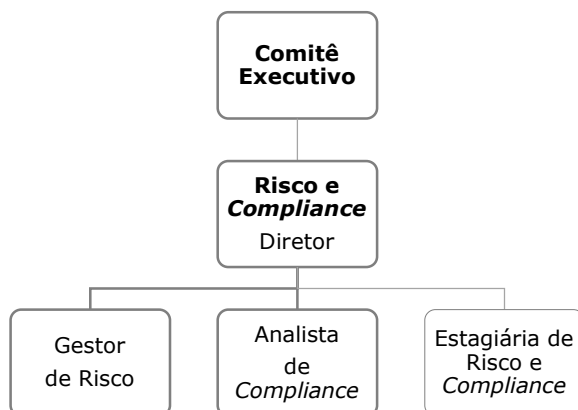 Comitê
Executivo
Risco e
Compliance
Diretor
Gestor
de Risco
Analista
de
Compliance
Estagiária de
Risco e
Compliance